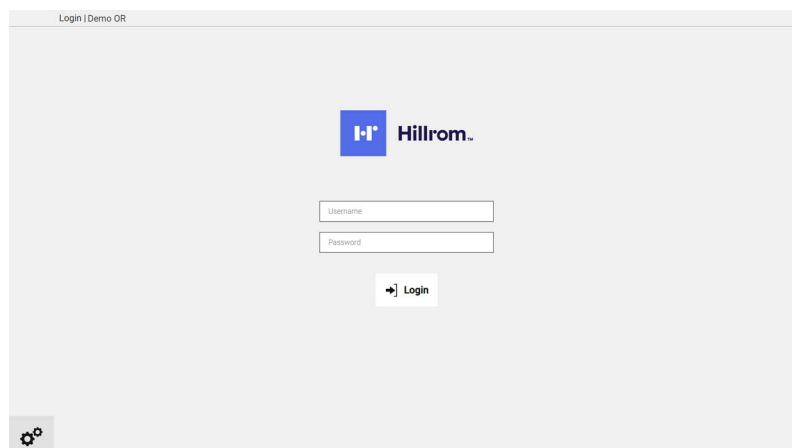 Login | Demo OR
Hillrom™
Username
Password
Login